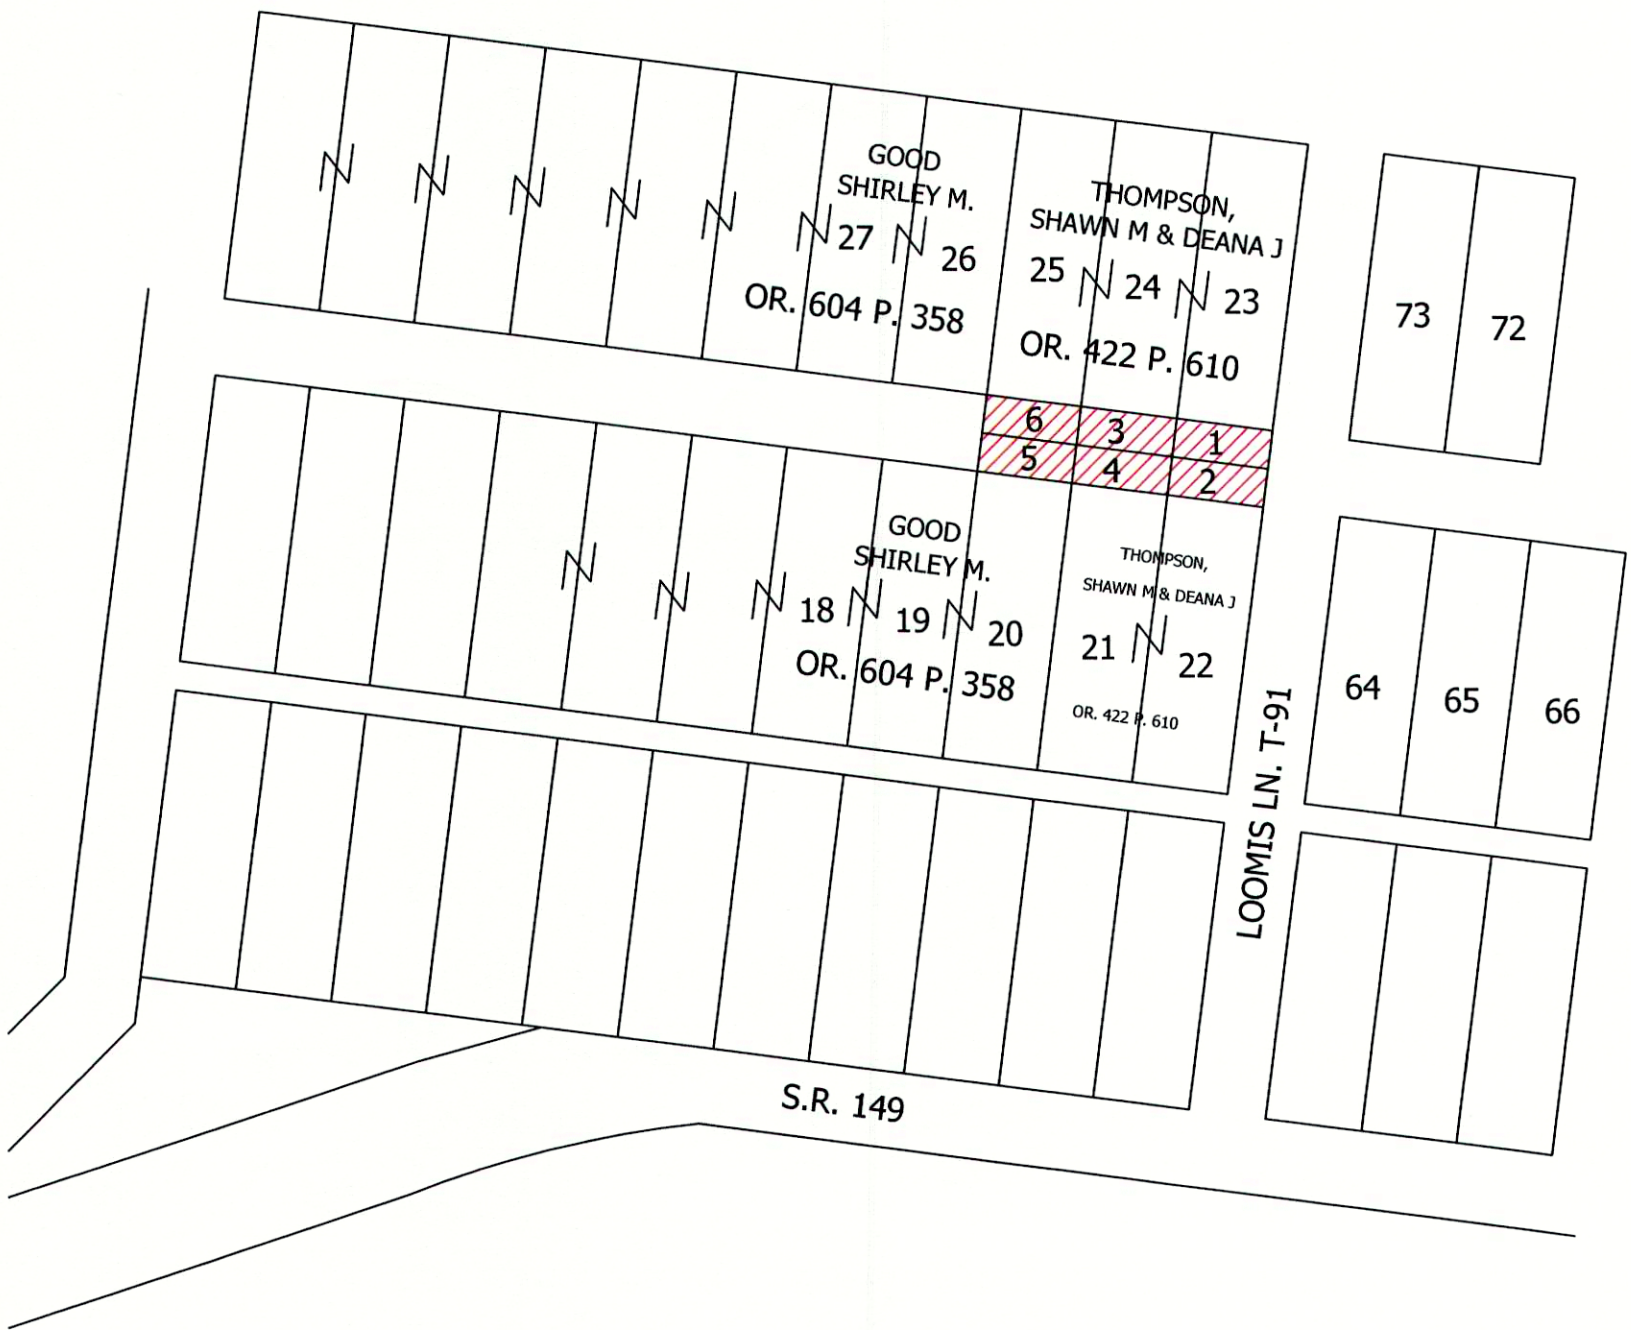 GOOD
SHIRLEY M.
27
26
OR. 604 P. 358
THOMPSON,
SHAWN M & DEANA J
25
24
23
OR. 422 P. 610
73
72
6
3
1
5
4
2
GOOD
SHIRLEY M.
18
19
20
OR. 604 P. 358
THOMPSON,
SHAWN M & DEANA J
21
22
OR. 422 P. 610
64
65
66
LOOMIS LN. T-91
S.R. 149